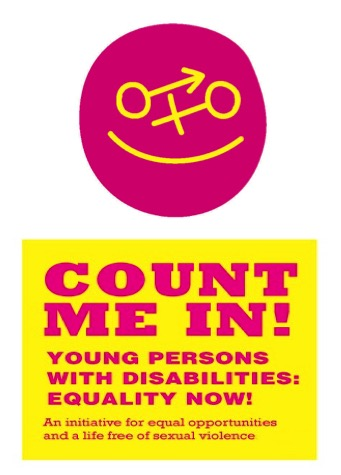 COUNT
ME IN!
YOUNG PERSONS
WITH DISABILITIES:
EQUALITY NOW!
An initiative for equal opportunities
and a life free of sexual violence